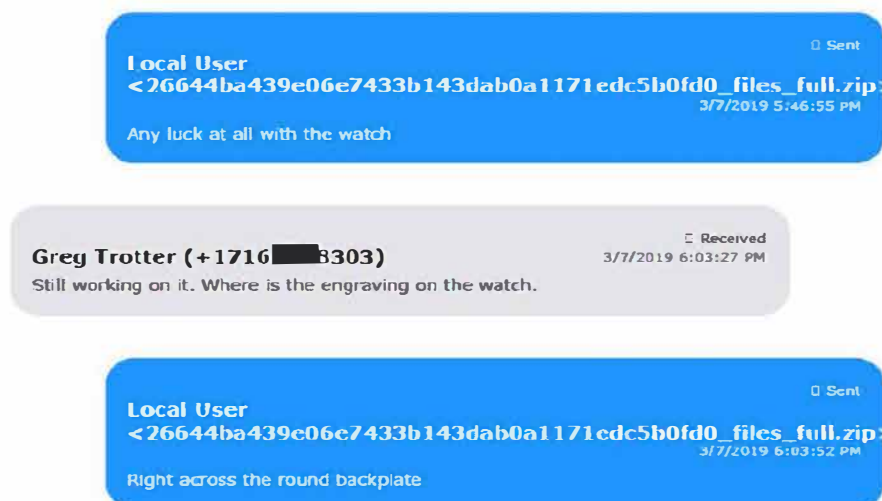 Sent
Local User
<26644ba439e06e7433b143dab0a1171edc5b0fd0_files_full.zip>
3/7/2019 5:46:55 PM
Any luck at all with the watch
Received
Greg Trotter (+1716 8303)
3/7/2019 6:03:27 PM
Still working on it. Where is the engraving on the watch.
Sent
Local User
<26644ba439e06e7433b143dab0a1171edc5b0fd0_files_full.zip>
3/7/2019 6:03:52 PM
Right across the round backplate